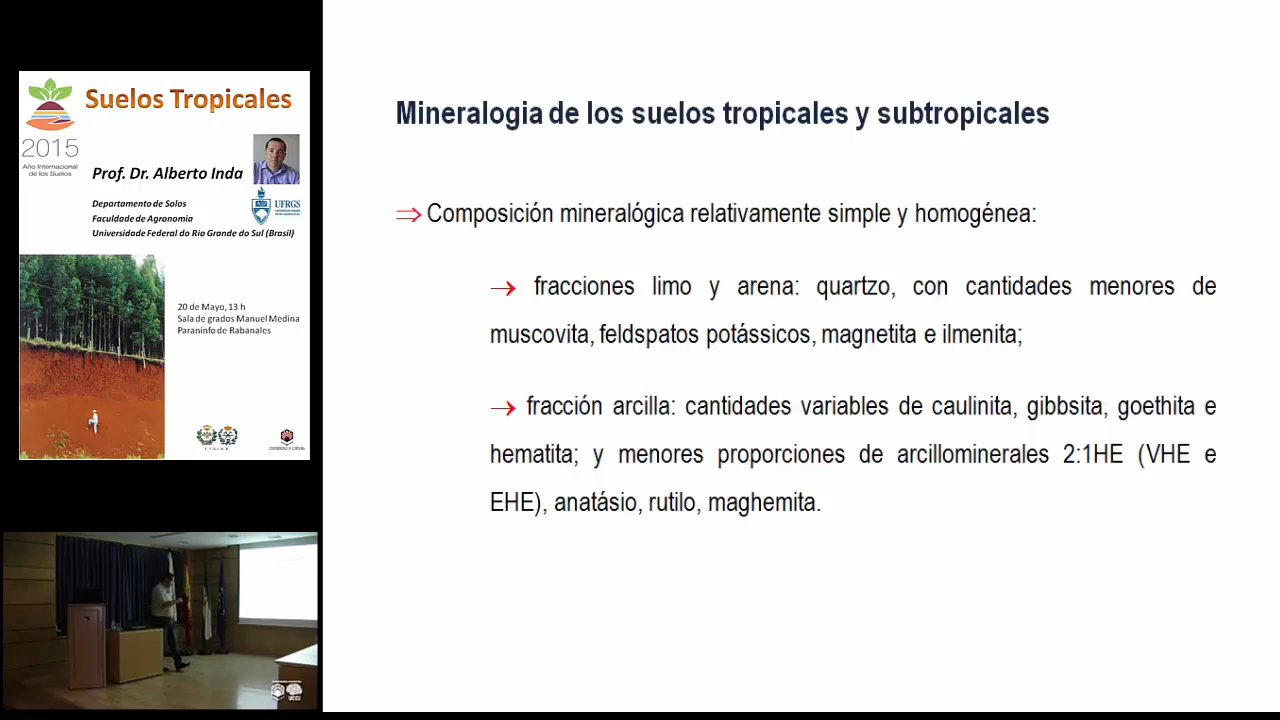 Suelos Tropicales
2015
Año Internacional
de los Suelos
Prof. Dr. Alberto Inda
Departamento de Solos
Faculdade de Agronomia
Universidade Federal do Rio Grande do Sul (Brasil)
UFRGS
20 de Mayo, 13 h
Sala de grados Manuel Medina
Paraninfo de Rabanales
Mineralogia de los suelos tropicales y subtropicales
⇒ Composición mineralógica relativamente simple y homogénea:
→ fracciones limo y arena: quartzo, con cantidades menores de
muscovita, feldspatos potássicos, magnetita e ilmenita;
→ fracción arcilla: cantidades variables de caulinita, gibbsita, goethita e
hematita; y menores proporciones de arcillominerales 2:1HE (VHE e
EHE), anatásio, rutilo, maghemita.